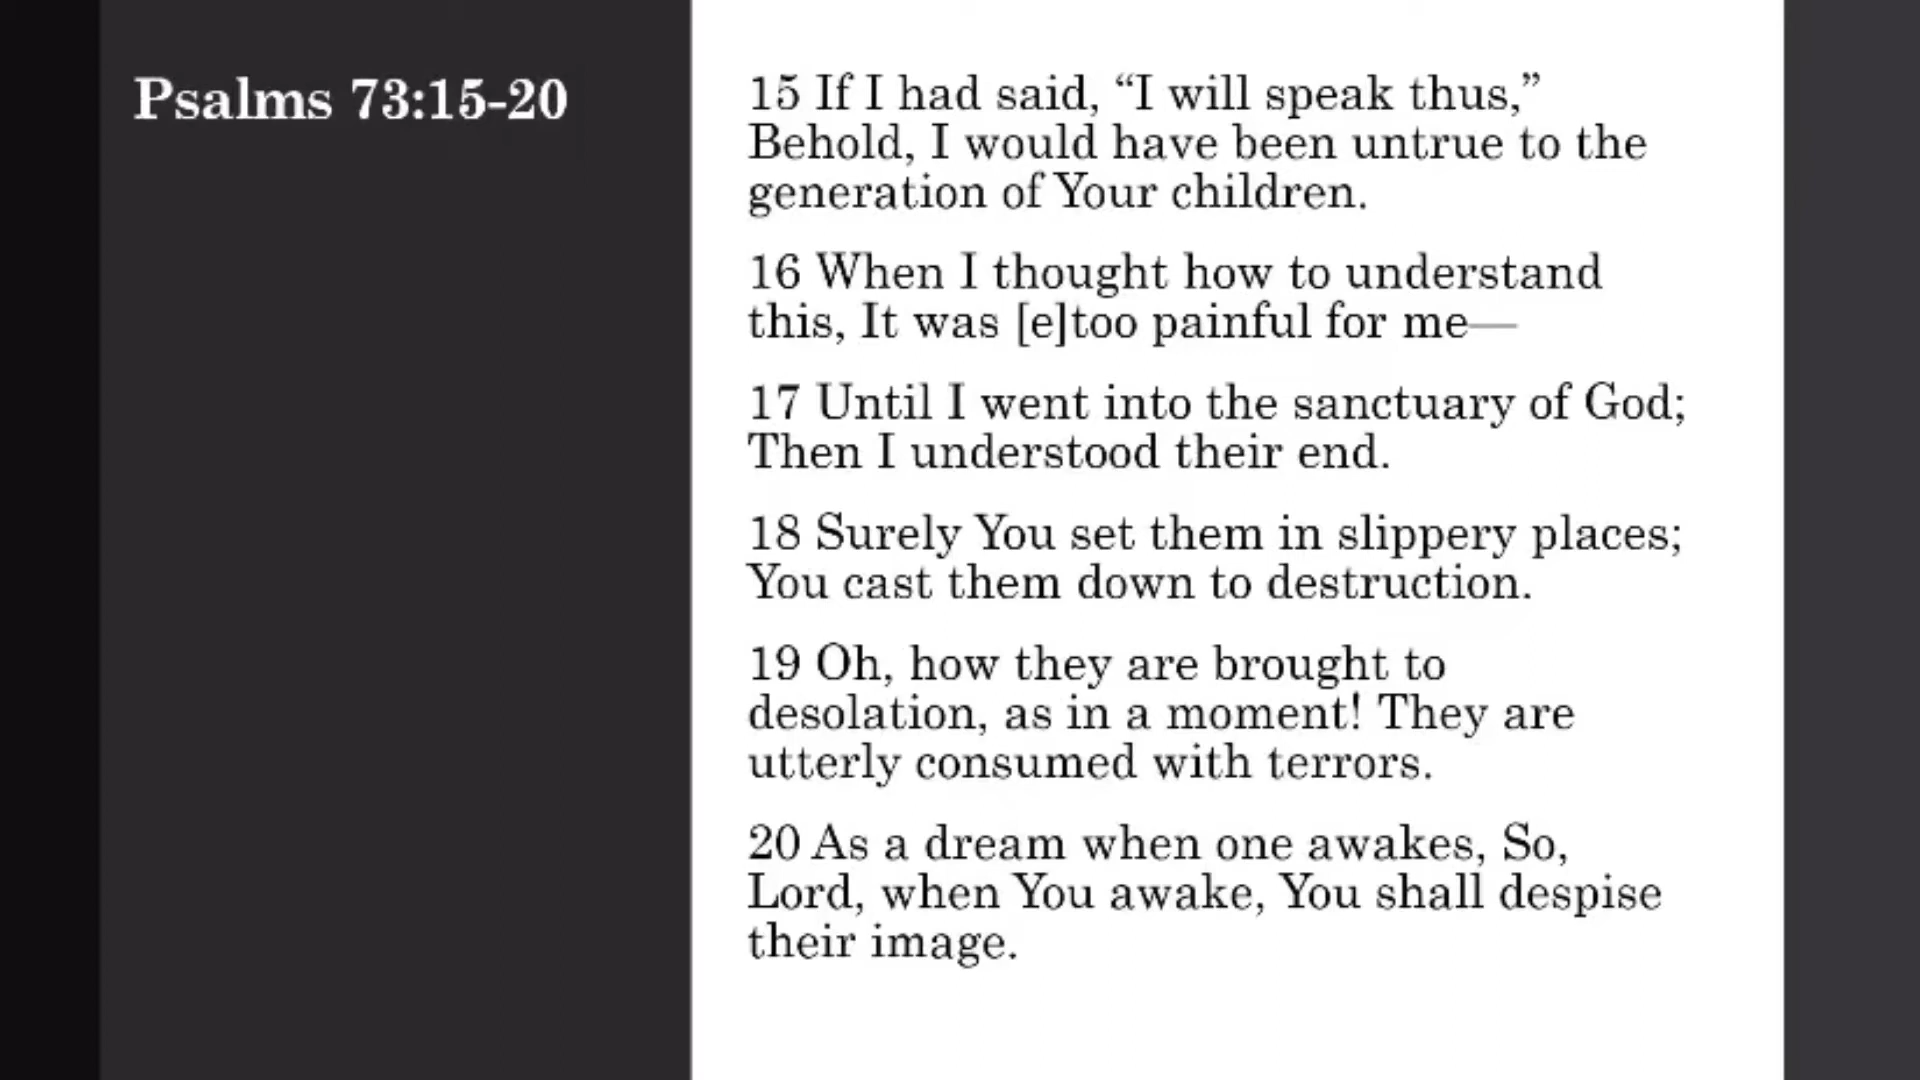 Psalms 73:15-20
15 If I had said, “I will speak thus,”
Behold, I would have been untrue to the
generation of Your children.
16 When I thought how to understand
this, It was [e]too painful for me—
17 Until I went into the sanctuary of God;
Then I understood their end.
18 Surely You set them in slippery places;
You cast them down to destruction.
19 Oh, how they are brought to
desolation, as in a moment! They are
utterly consumed with terrors.
20 As a dream when one awakes, So,
Lord, when You awake, You shall despise
their image.